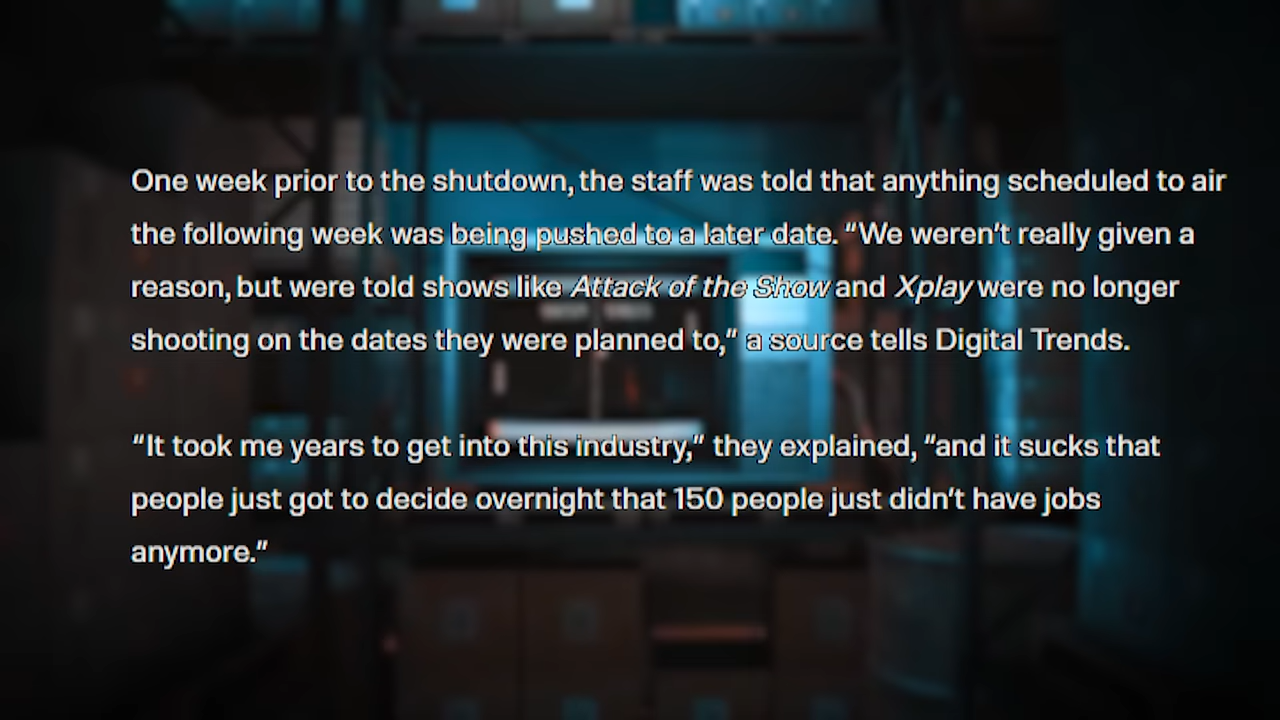 One week prior to the shutdown, the staff was told that anything scheduled to air
the following week was being pushed to a later date. “We weren’t really given a
reason, but were told shows like Attack of the Show and Xplay were no longer
shooting on the dates they were planned to,” a source tells Digital Trends.
“It took me years to get into this industry,” they explained, “and it sucks that
people just got to decide overnight that 150 people just didn’t have jobs
anymore.”